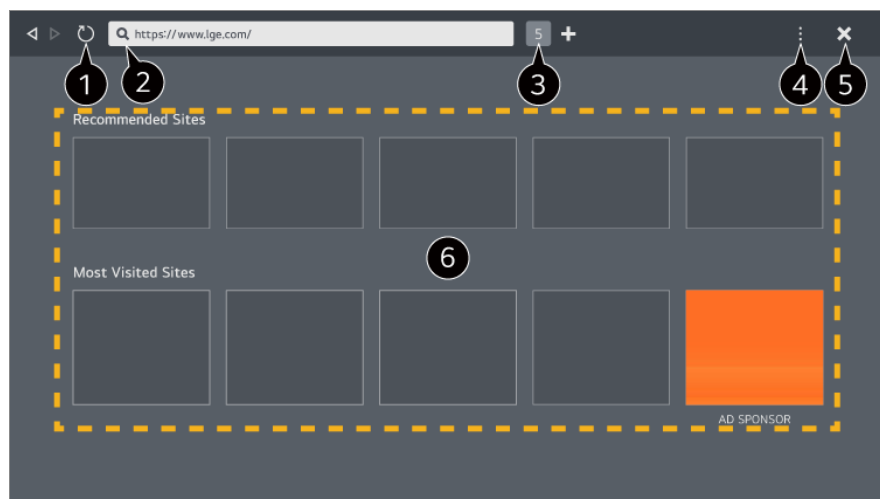 https://www.lge.com/ 5
1 2 3 4 5
Recommended Sites
6
Most Visited Sites
AD SPONSOR